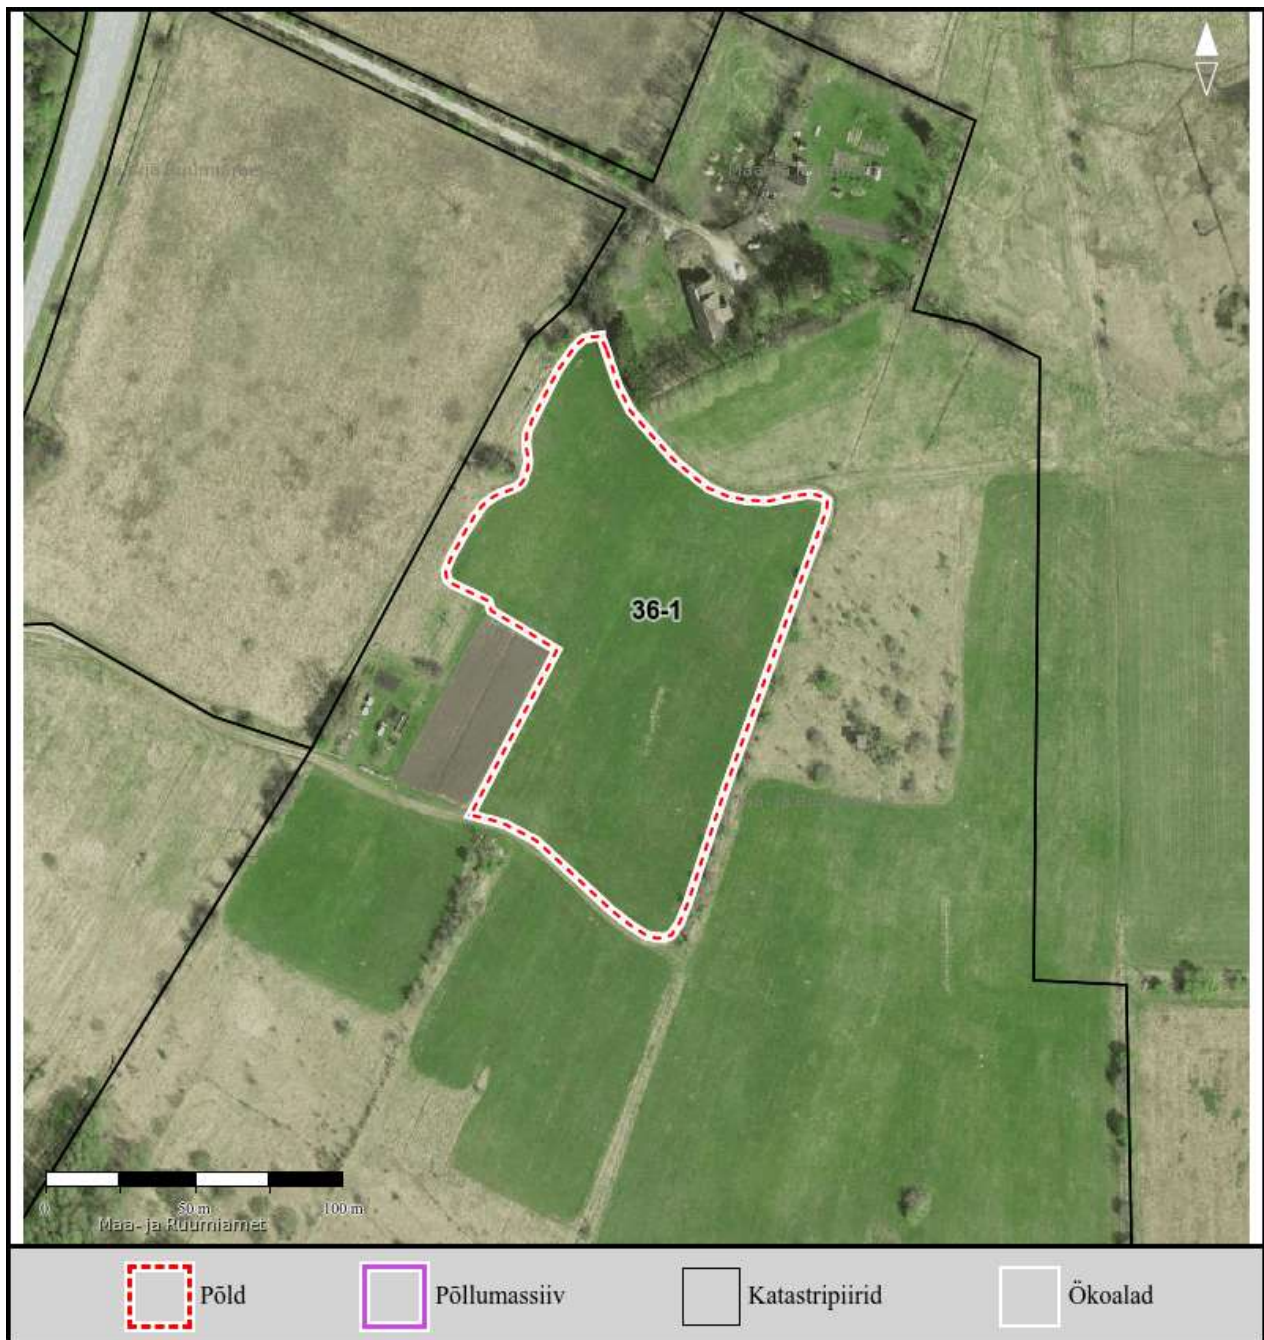 36-1
0
50 m
100 m
Maa- ja Ruumiamet
Põld
Põllumassiiv
Katastripiirid
Ökoalad